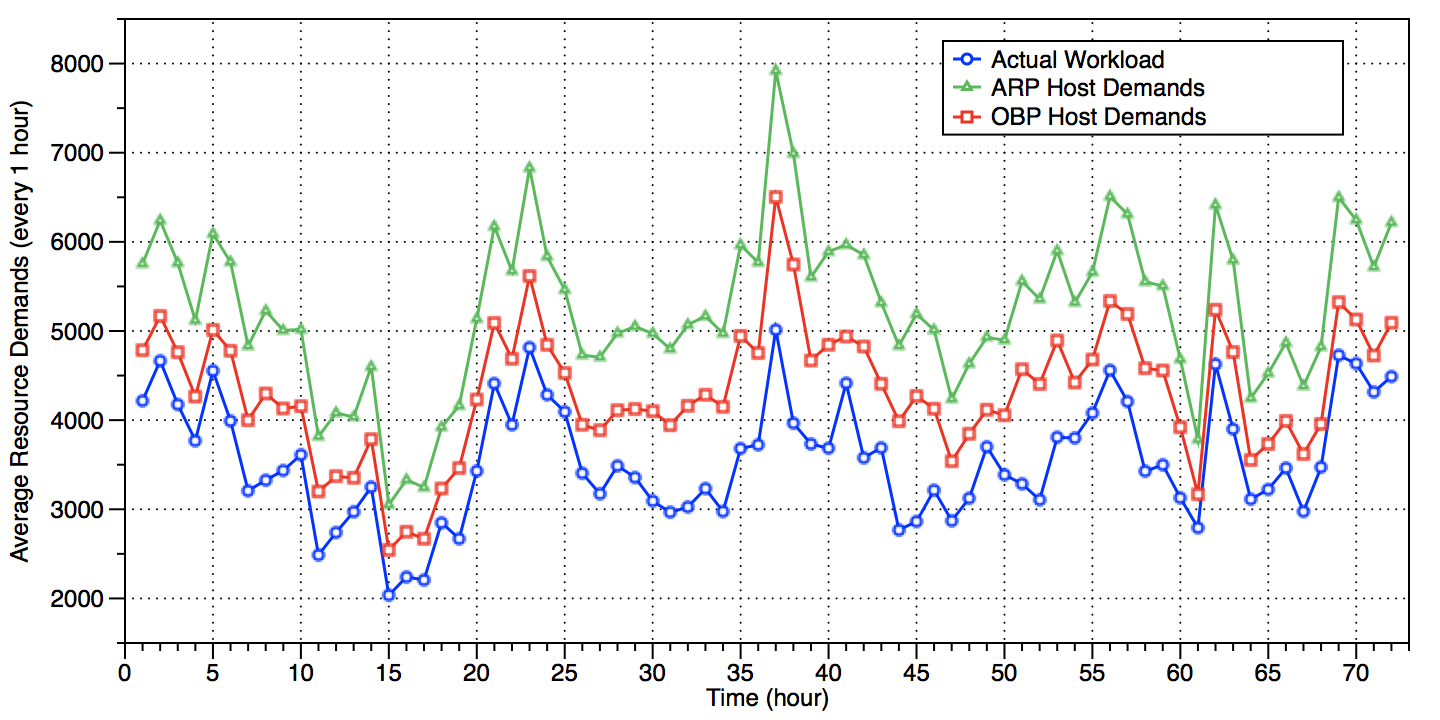 Average Resource Demands (every 1 hour)
8000
7000
6000
5000
4000
3000
2000
Actual Workload
ARP Host Demands
OBP Host Demands
0 5 10 15 20 25 30 35 40 45 50 55 60 65 70
Time (hour)